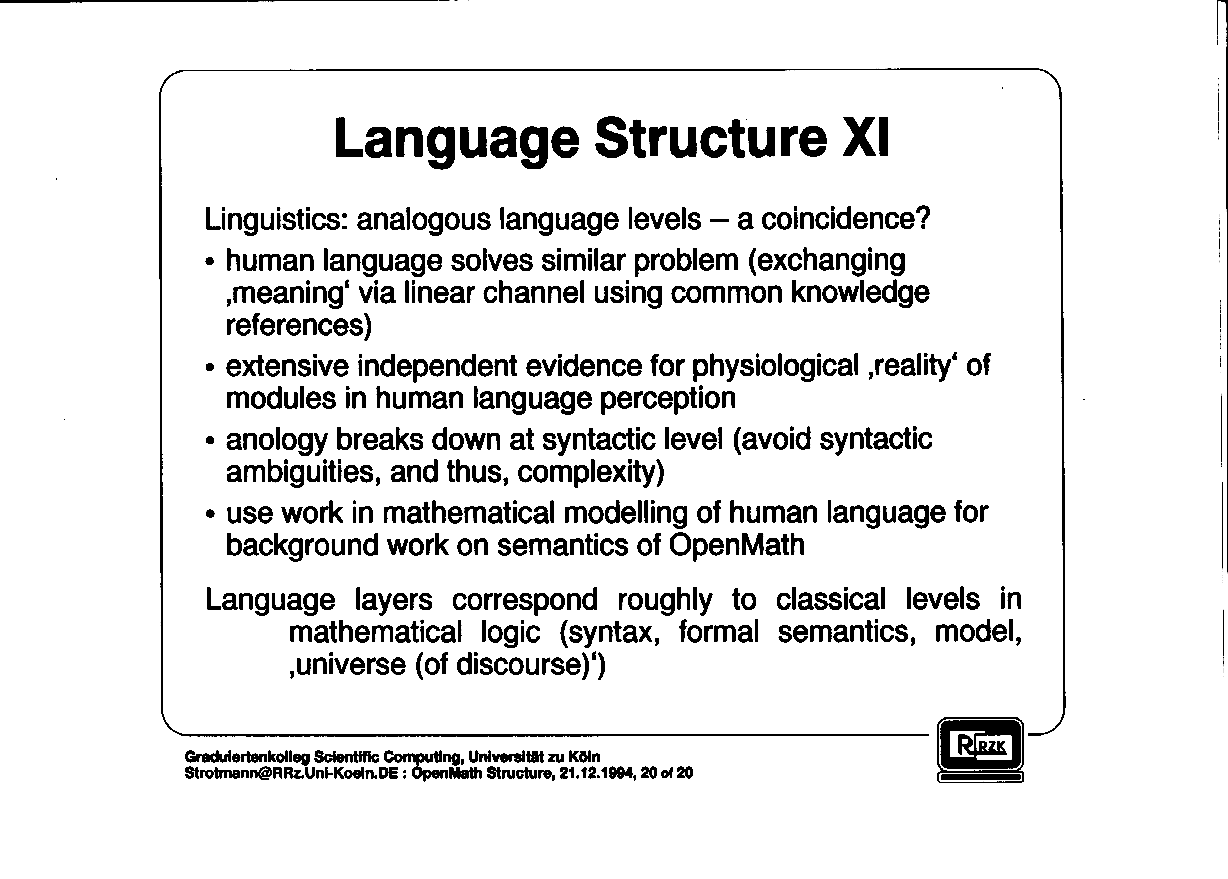 Language Structure XI
Linguistics: analogous language levels – a coincidence?
• human language solves similar problem (exchanging
‚meaning‘ via linear channel using common knowledge
references)
• extensive independent evidence for physiological ‚reality‘ of
modules in human language perception
• anology breaks down at syntactic level (avoid syntactic
ambiguities, and thus, complexity)
• use work in mathematical modelling of human language for
background work on semantics of OpenMath
Language layers correspond roughly to classical levels in
mathematical logic (syntax, formal semantics, model,
‚universe (of discourse)‘)
Graduiertenkolleg Scientific Computing, Universität zu Köln
Strotmann@RRz.Uni-Koeln.DE : OpenMath Structure, 21.12.1994, 20 of 20
RRZK